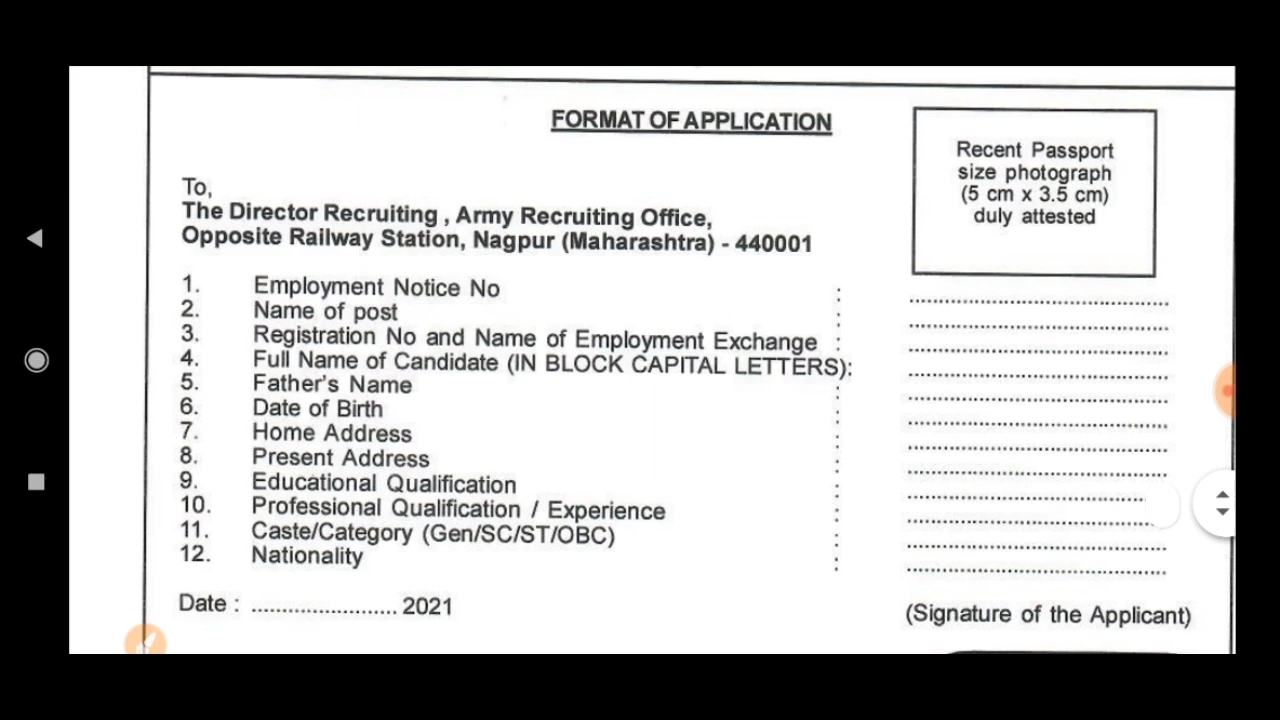 FORMAT OF APPLICATION
Recent Passport
size photograph
(5 cm x 3.5 cm)
duly attested
To,
The Director Recruiting , Army Recruiting Office,
Opposite Railway Station, Nagpur (Maharashtra) - 440001
1. Employment Notice No : ........................................
2. Name of post : ........................................
3. Registration No and Name of Employment Exchange : ........................................
4. Full Name of Candidate (IN BLOCK CAPITAL LETTERS): ........................................
5. Father's Name : ........................................
6. Date of Birth : ........................................
7. Home Address : ........................................
8. Present Address : ........................................
9. Educational Qualification : ........................................
10. Professional Qualification / Experience : ........................................
11. Caste/Category (Gen/SC/ST/OBC) : ........................................
12. Nationality : ........................................
Date : ....................... 2021
(Signature of the Applicant)